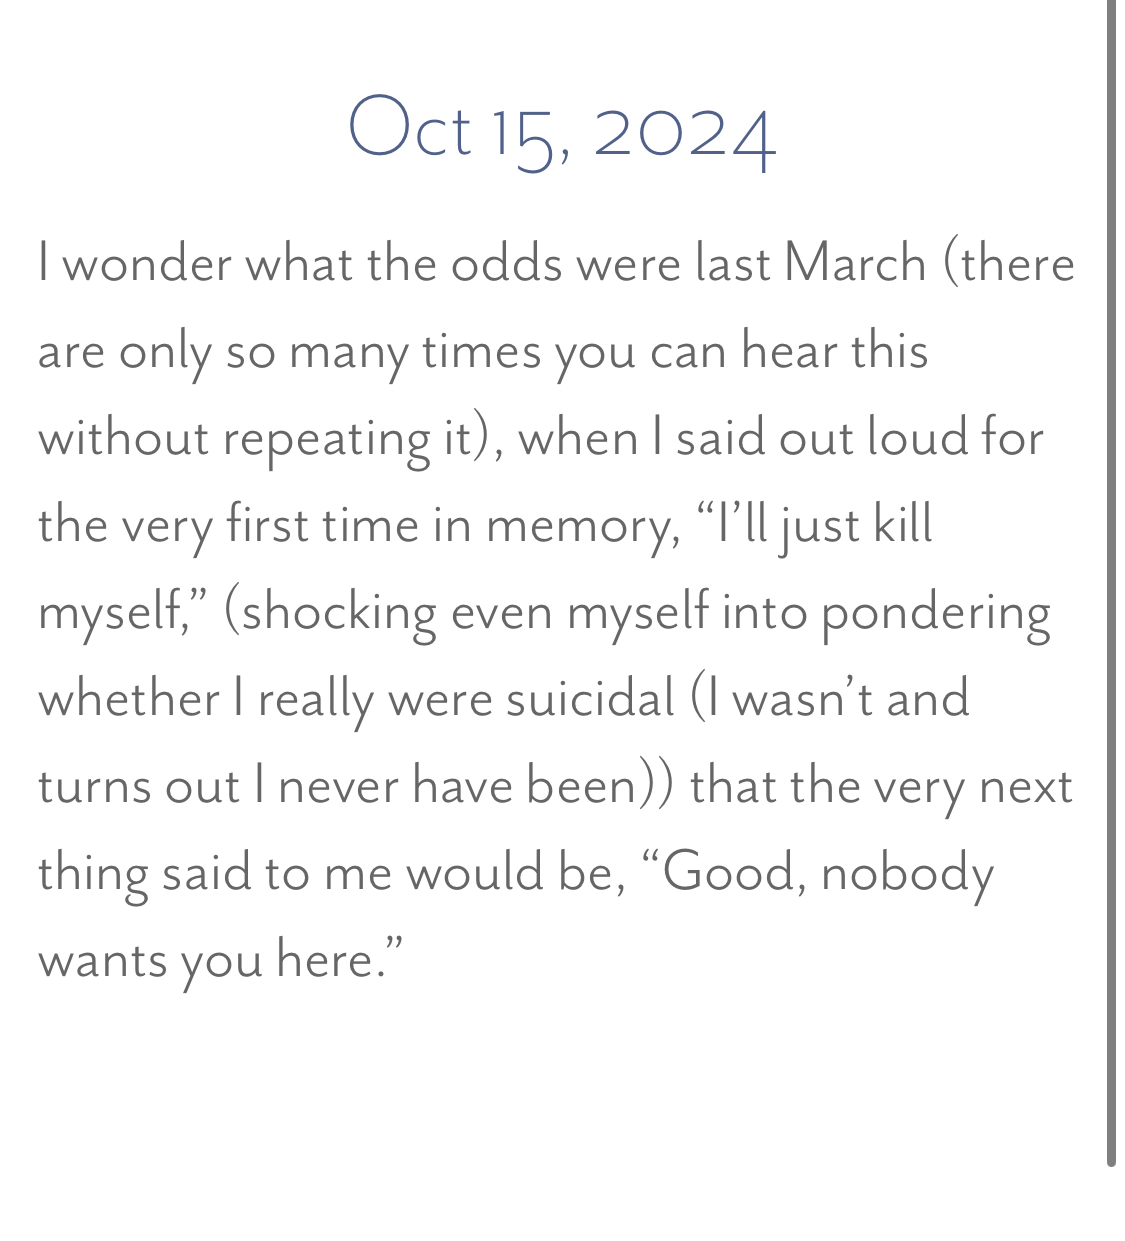 Oct 15, 2024
I wonder what the odds were last March (there
are only so many times you can hear this
without repeating it), when I said out loud for
the very first time in memory, “I’ll just kill
myself,” (shocking even myself into pondering
whether I really were suicidal (I wasn’t and
turns out I never have been)) that the very next
thing said to me would be, “Good, nobody
wants you here.”